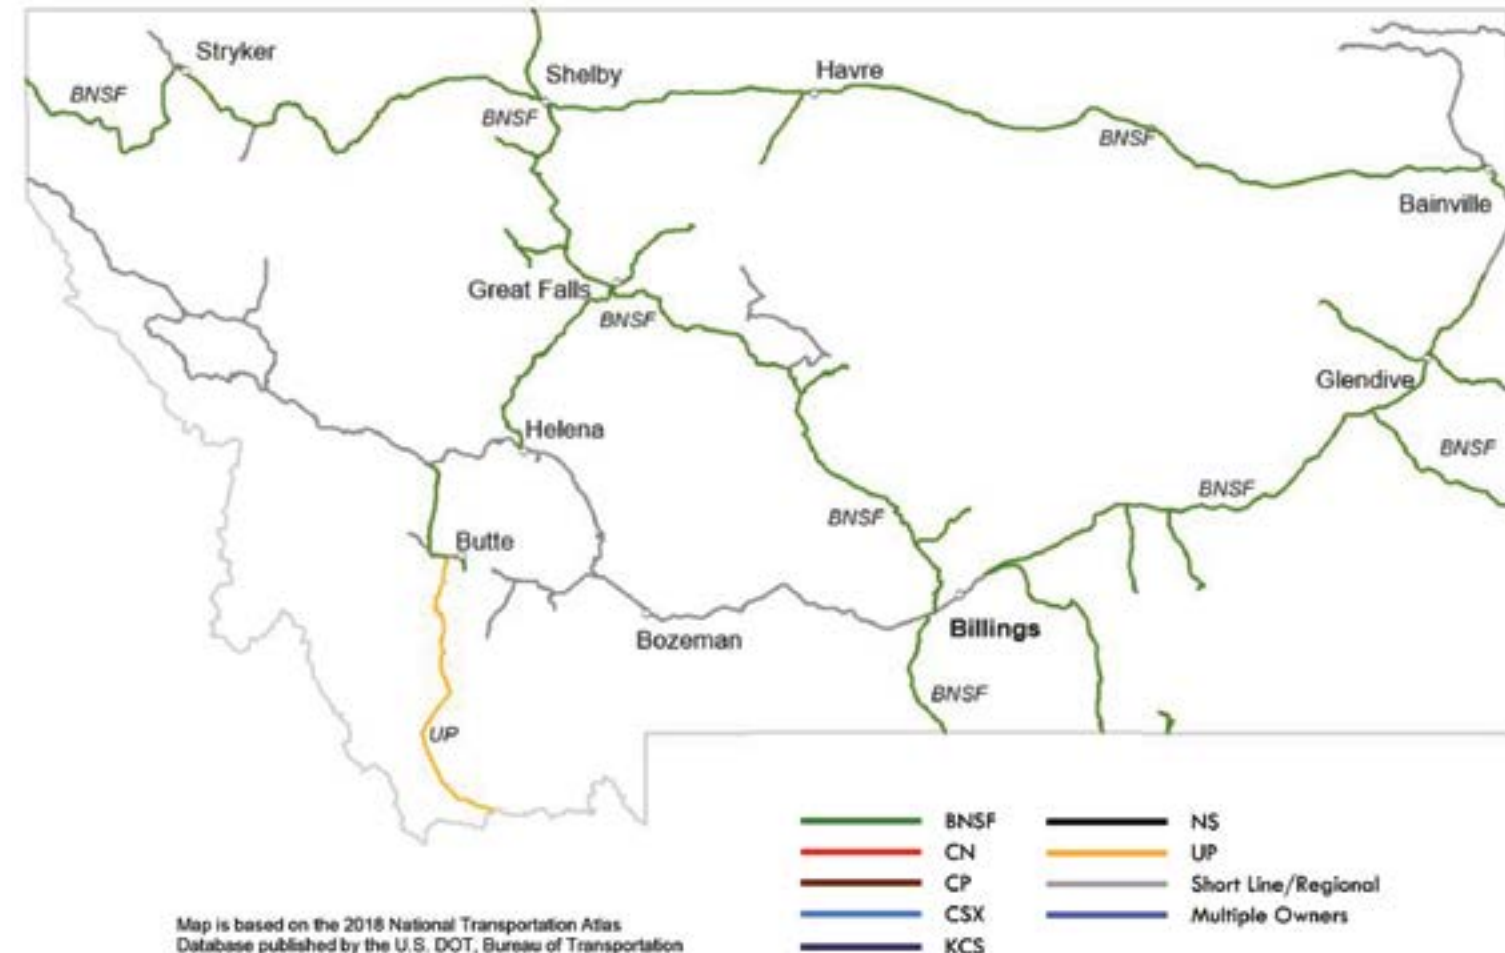 Stryker
Shelby
Havre
BNSF
BNSF
BNSF
Bainville
Great Falls
BNSF
Glendive
Helena
BNSF
BNSF
BNSF
Butte
Bozeman
Billings
BNSF
UP
BNSF
NS
CN
UP
CP
Short Line/Regional
CSX
Multiple Owners
KCS
Map is based on the 2018 National Transportation Atlas
Database published by the U.S. DOT, Bureau of Transportation